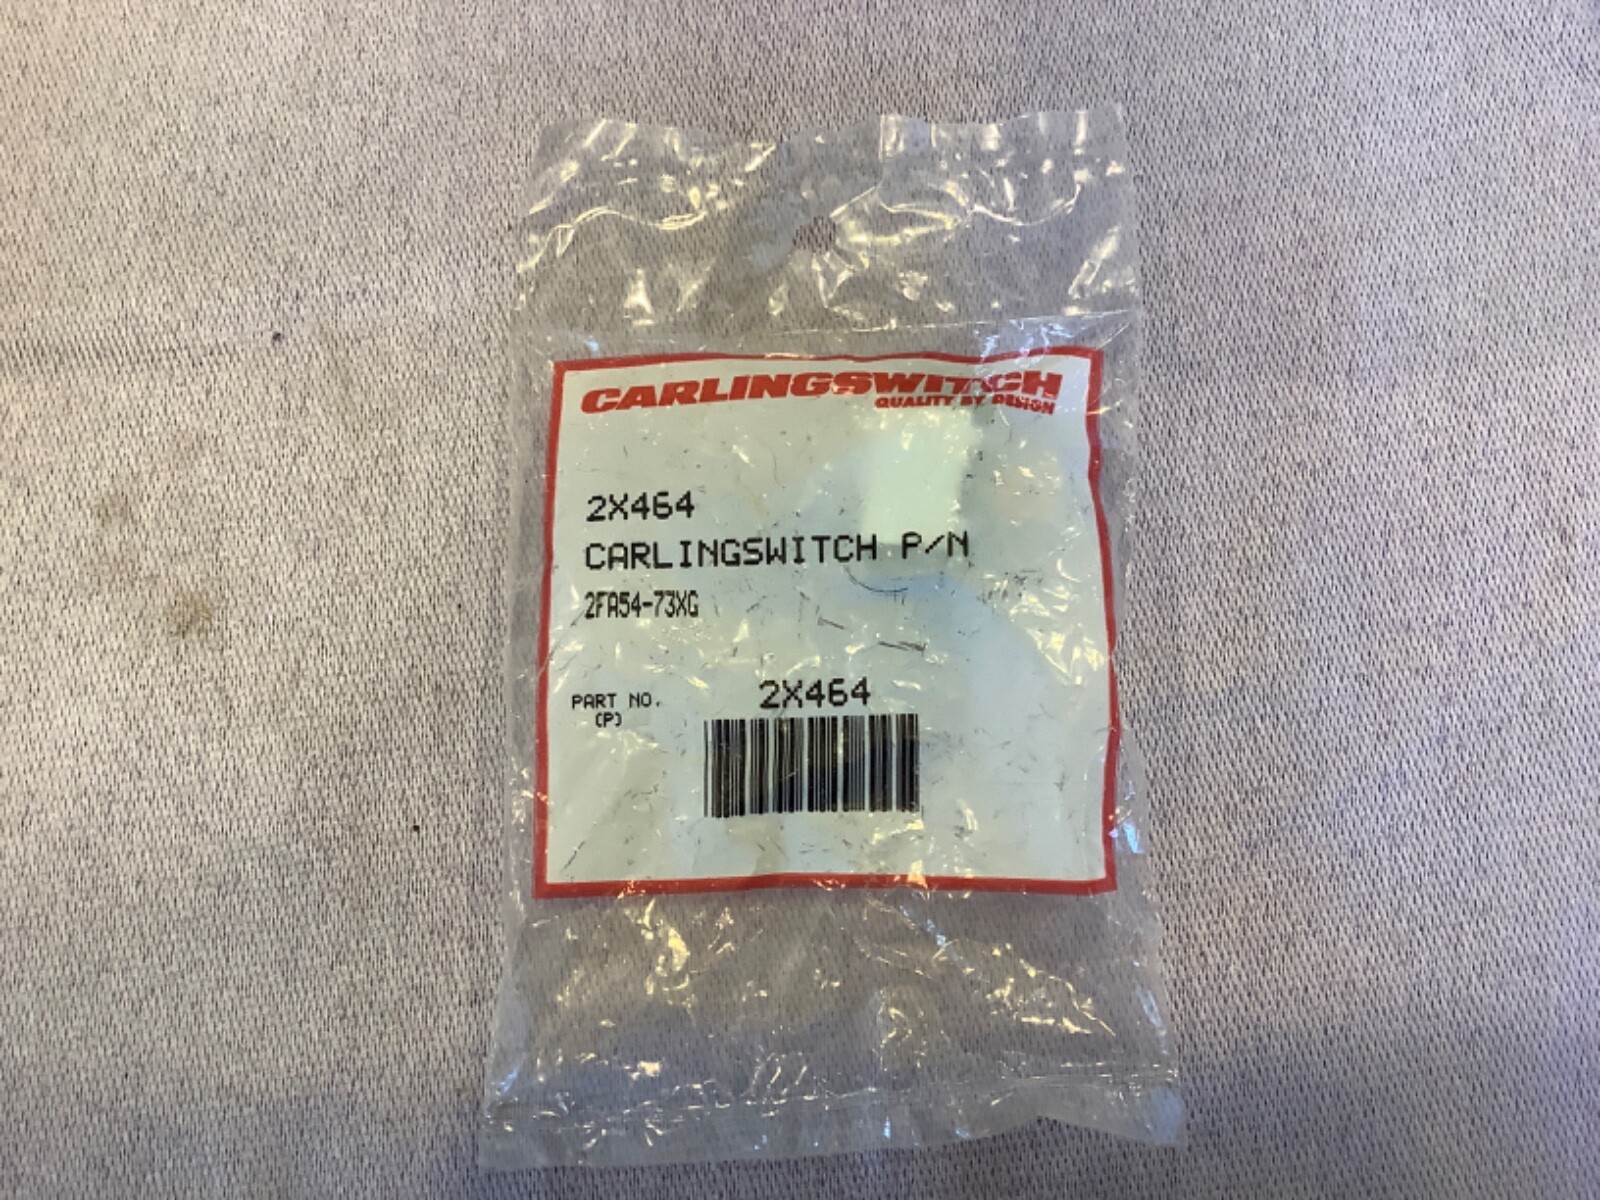 CARLINGSWITCH
QUALITY BY DESIGN
2X464
CARLINGSWITCH P/N
2FA54-73XG
PART NO. 2X464
(P)